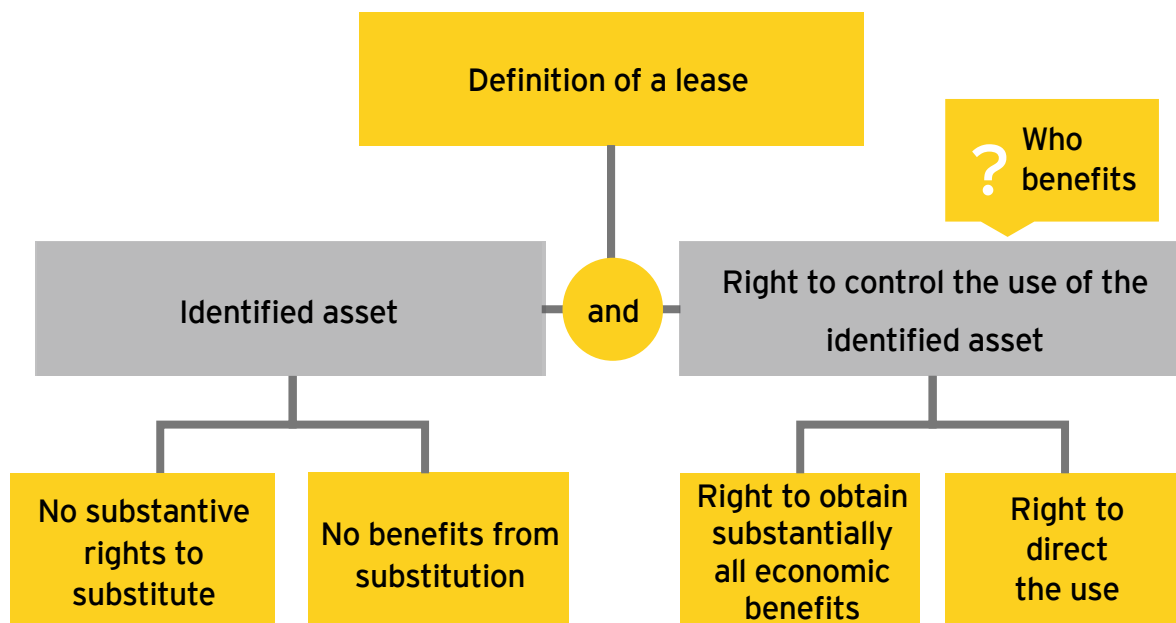 Definition of a lease
? Who
benefits
Identified asset
and
Right to control the use of the
identified asset
No substantive
rights to
substitute
No benefits from
substitution
Right to obtain
substantially
all economic
benefits
Right to
direct
the use